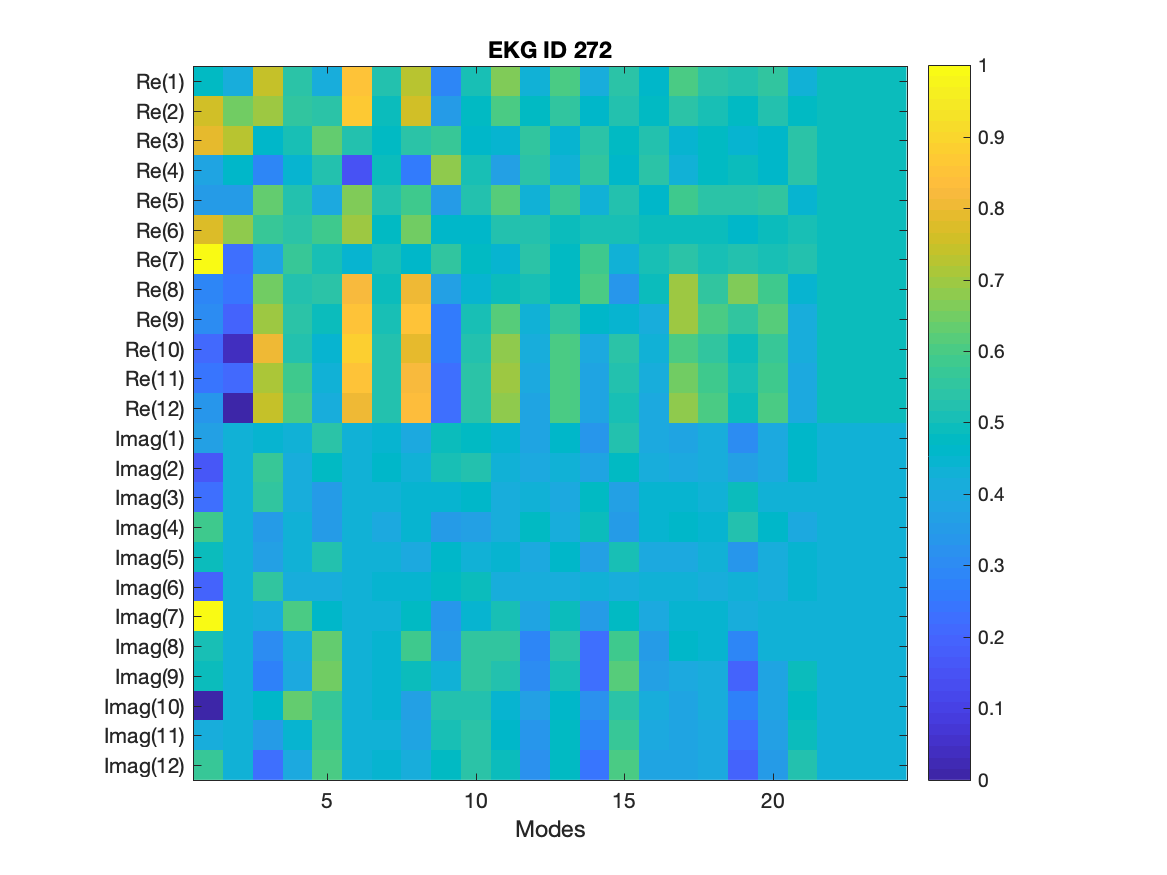 EKG ID 272
Re(1)
Re(2)
Re(3)
Re(4)
Re(5)
Re(6)
Re(7)
Re(8)
Re(9)
Re(10)
Re(11)
Re(12)
Imag(1)
Imag(2)
Imag(3)
Imag(4)
Imag(5)
Imag(6)
Imag(7)
Imag(8)
Imag(9)
Imag(10)
Imag(11)
Imag(12)
5 10 15 20
Modes
1
0.9
0.8
0.7
0.6
0.5
0.4
0.3
0.2
0.1
0